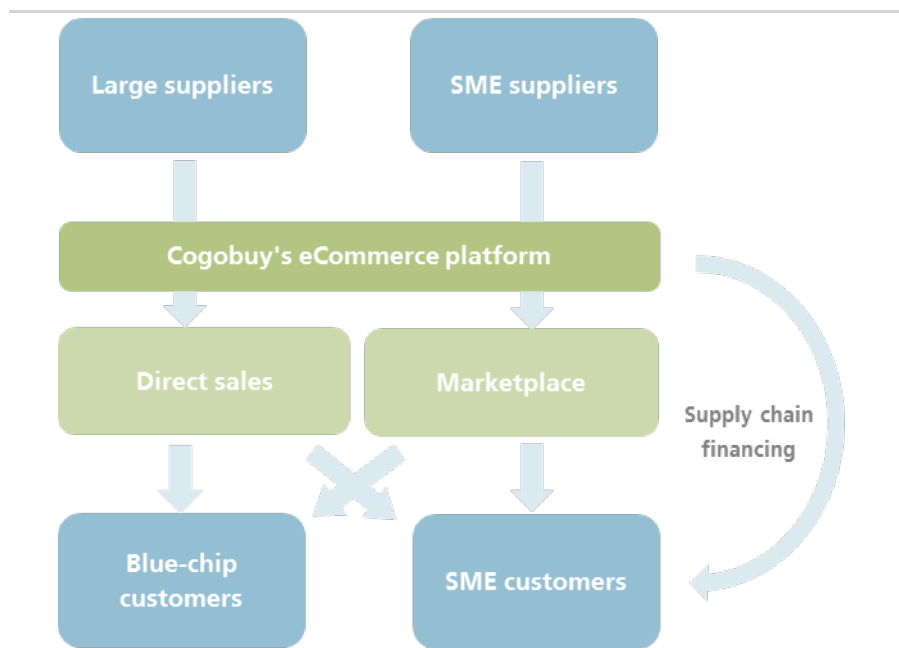 Large suppliers
SME suppliers
Cogobuy's eCommerce platform
Direct sales
Marketplace
Supply chain
financing
Blue-chip
customers
SME customers